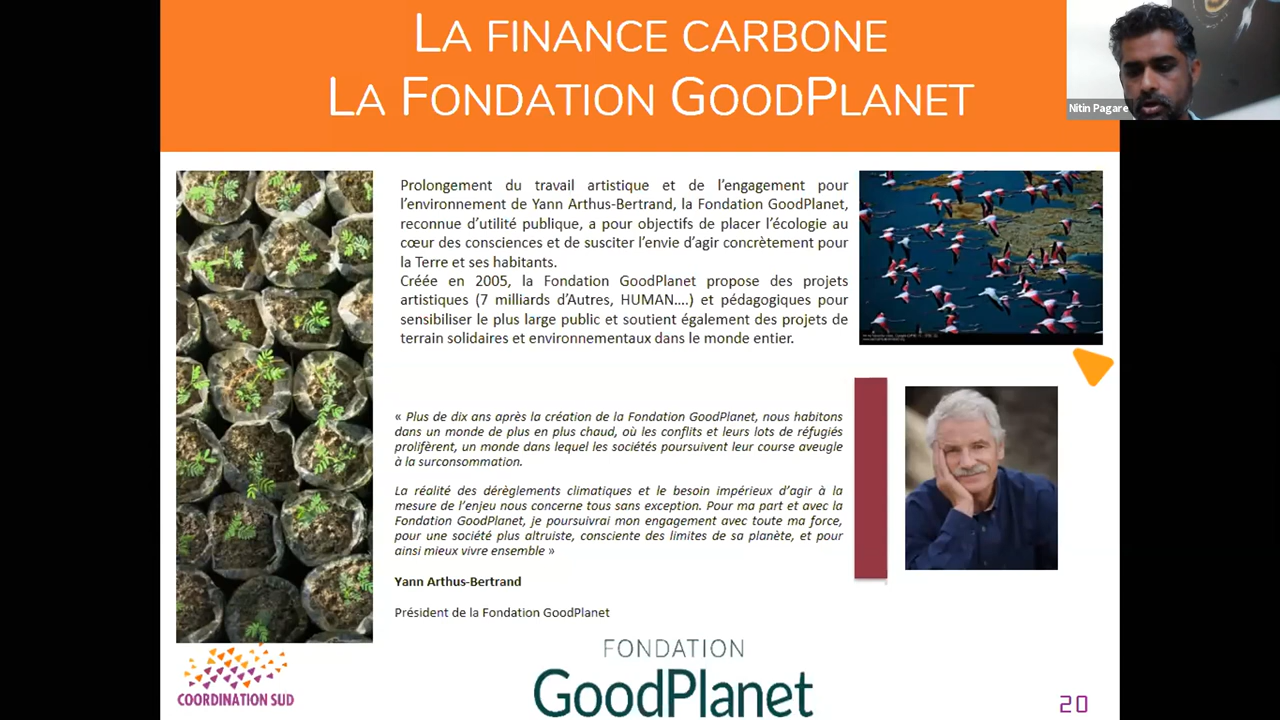 LA FINANCE CARBONE
LA FONDATION GOODPLANET
Nitin Pagare
Prolongement du travail artistique et de l'engagement pour
l'environnement de Yann Arthus-Bertrand, la Fondation GoodPlanet,
reconnue d'utilité publique, a pour objectifs de placer l'écologie au
cœur des consciences et de susciter l'envie d'agir concrètement pour
la Terre et ses habitants.
Créée en 2005, la Fondation GoodPlanet propose des projets
artistiques (7 milliards d'Autres, HUMAN….) et pédagogiques pour
sensibiliser le plus large public et soutient également des projets de
terrain solidaires et environnementaux dans le monde entier.
« Plus de dix ans après la création de la Fondation GoodPlanet, nous habitons
dans un monde de plus en plus chaud, où les conflits et leurs lots de réfugiés
prolifèrent, un monde dans lequel les sociétés poursuivent leur course aveugle
à la surconsommation.
La réalité des dérèglements climatiques et le besoin impérieux d'agir à la
mesure de l'enjeu nous concerne tous sans exception. Pour ma part et avec la
Fondation GoodPlanet, je poursuivrai mon engagement avec toute ma force,
pour une société plus altruiste, consciente des limites de sa planète, et pour
ainsi mieux vivre ensemble »
Yann Arthus-Bertrand
Président de la Fondation GoodPlanet
COORDINATION SUD
FONDATION
GoodPlanet
20